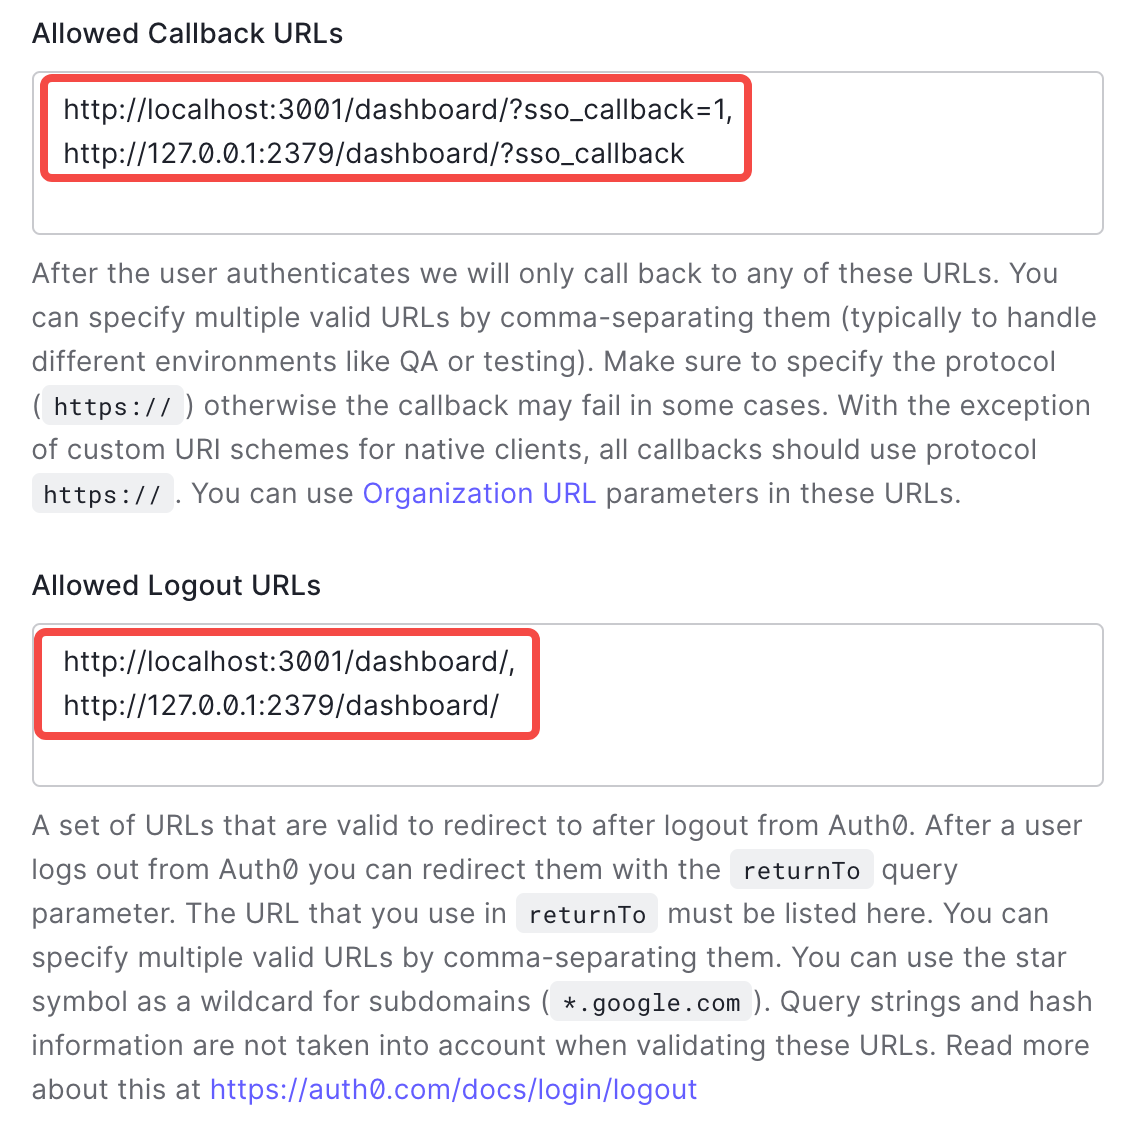 Allowed Callback URLs
http://localhost:3001/dashboard/?sso_callback=1,
http://127.0.0.1:2379/dashboard/?sso_callback
After the user authenticates we will only call back to any of these URLs. You
can specify multiple valid URLs by comma-separating them (typically to handle
different environments like QA or testing). Make sure to specify the protocol
( https:// ) otherwise the callback may fail in some cases. With the exception
of custom URI schemes for native clients, all callbacks should use protocol
https:// . You can use Organization URL parameters in these URLs.
Allowed Logout URLs
http://localhost:3001/dashboard/,
http://127.0.0.1:2379/dashboard/
A set of URLs that are valid to redirect to after logout from Auth0. After a user
logs out from Auth0 you can redirect them with the returnTo query
parameter. The URL that you use in returnTo must be listed here. You can
specify multiple valid URLs by comma-separating them. You can use the star
symbol as a wildcard for subdomains ( *.google.com ). Query strings and hash
information are not taken into account when validating these URLs. Read more
about this at https://auth0.com/docs/login/logout